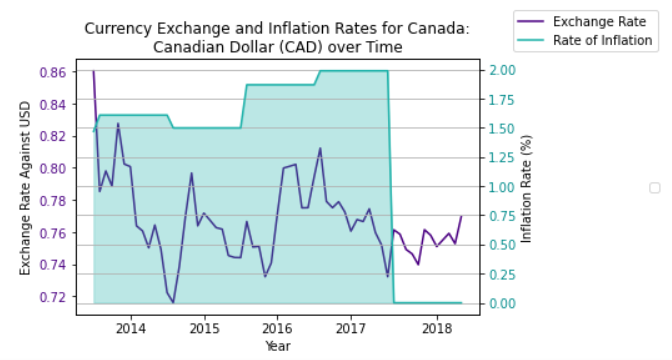 Currency Exchange and Inflation Rates for Canada:
Canadian Dollar (CAD) over Time
Exchange Rate
Rate of Inflation
Exchange Rate Against USD
0.86
0.84
0.82
0.80
0.78
0.76
0.74
0.72
2.00
1.75
1.50
1.25
1.00
0.75
0.50
0.25
0.00
Inflation Rate (%)
2014 2015 2016 2017 2018
Year